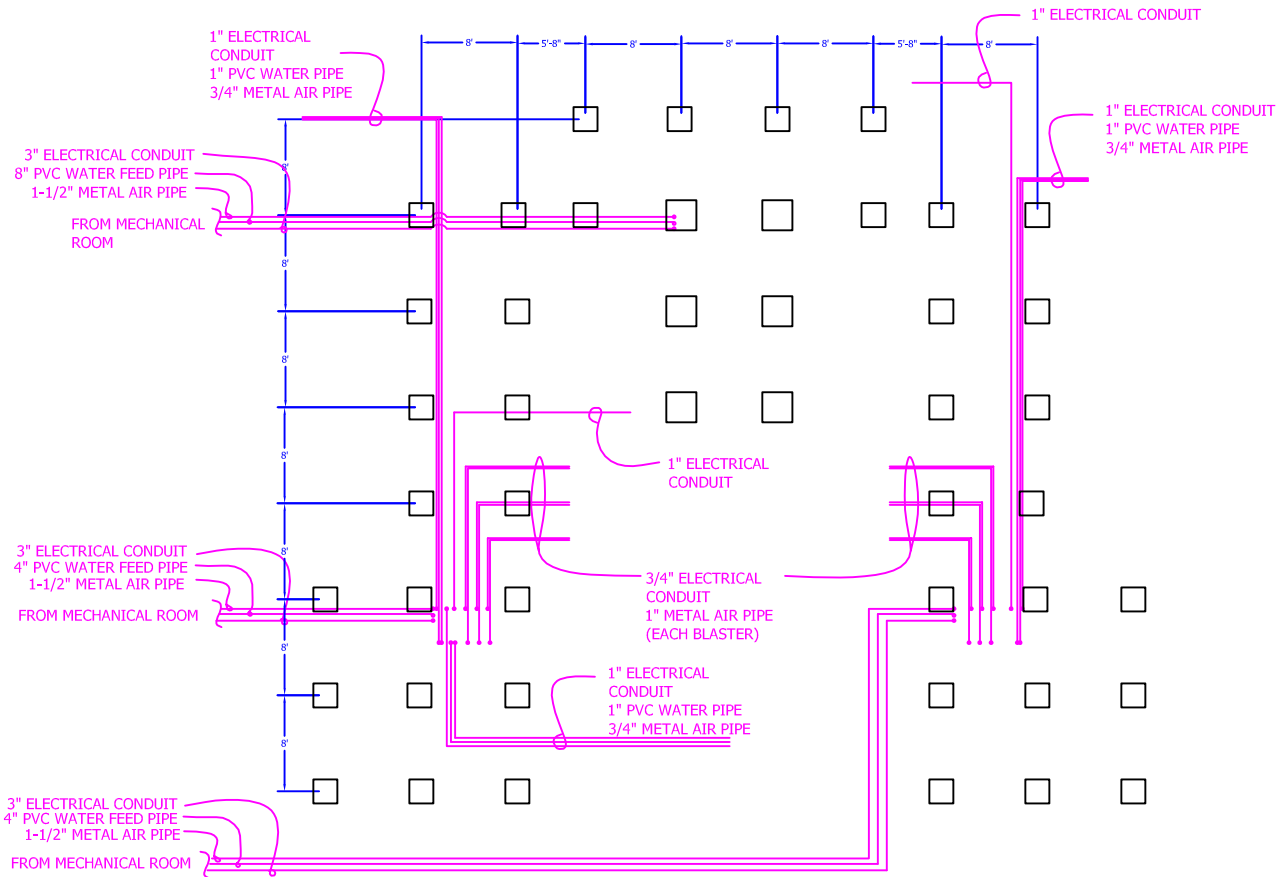 1" ELECTRICAL CONDUIT
1" ELECTRICAL
CONDUIT
1" PVC WATER PIPE
3/4" METAL AIR PIPE
8'
5'-8"
8'
8'
8'
5'-8"
8'
1" ELECTRICAL CONDUIT
1" PVC WATER PIPE
3/4" METAL AIR PIPE
3" ELECTRICAL CONDUIT
8" PVC WATER FEED PIPE
1-1/2" METAL AIR PIPE
FROM MECHANICAL
ROOM
8'
8'
8'
8'
8'
8'
8'
1" ELECTRICAL
CONDUIT
3" ELECTRICAL CONDUIT
4" PVC WATER FEED PIPE
1-1/2" METAL AIR PIPE
FROM MECHANICAL ROOM
3/4" ELECTRICAL
CONDUIT
1" METAL AIR PIPE
(EACH BLASTER)
1" ELECTRICAL
CONDUIT
1" PVC WATER PIPE
3/4" METAL AIR PIPE
3" ELECTRICAL CONDUIT
4" PVC WATER FEED PIPE
1-1/2" METAL AIR PIPE
FROM MECHANICAL ROOM